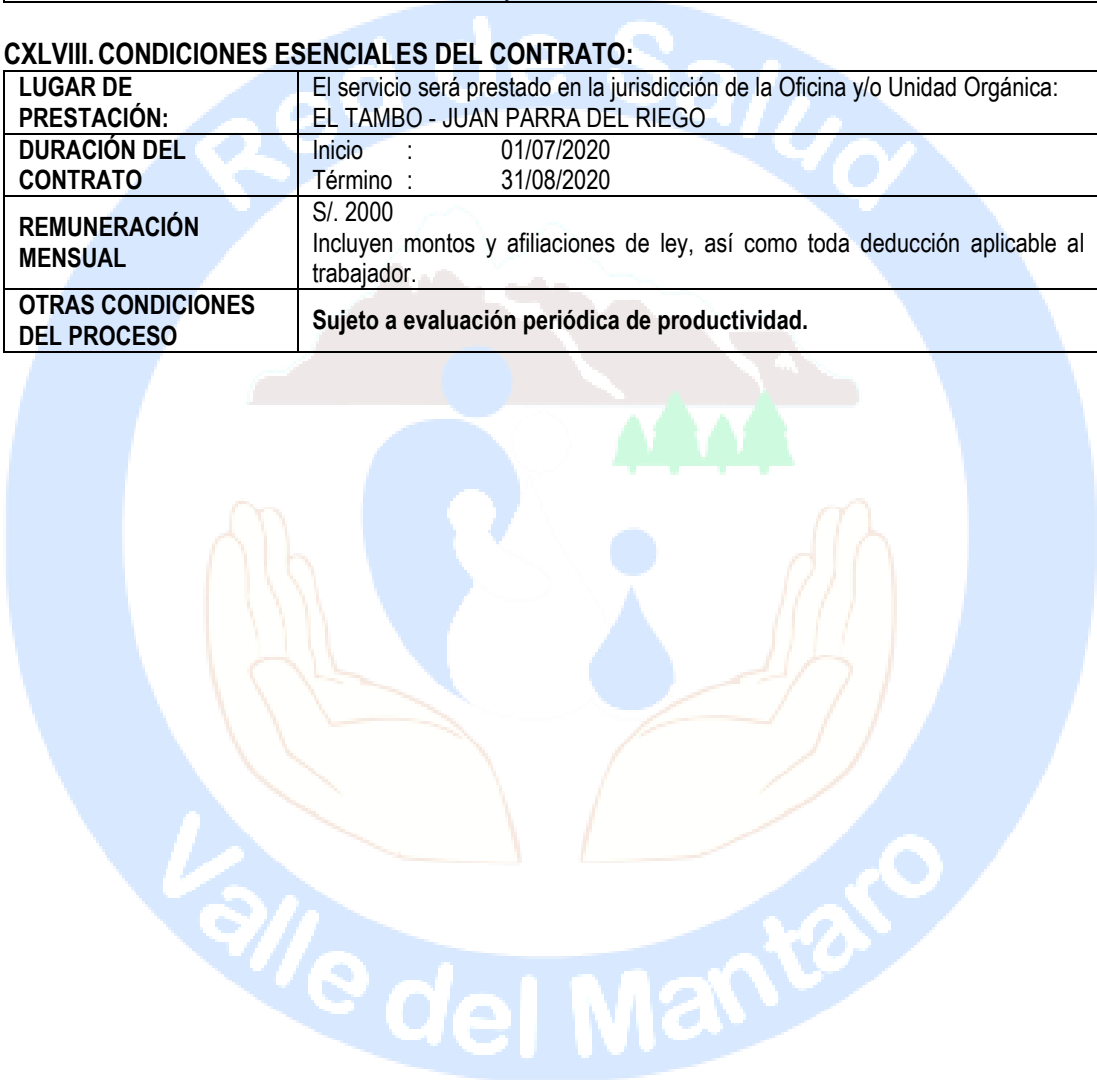 CXLVIII. CONDICIONES ESENCIALES DEL CONTRATO:
LUGAR DE
PRESTACIÓN:
El servicio será prestado en la jurisdicción de la Oficina y/o Unidad Orgánica:
EL TAMBO - JUAN PARRA DEL RIEGO
DURACIÓN DEL
CONTRATO
Inicio : 01/07/2020
Término : 31/08/2020
REMUNERACIÓN
MENSUAL
S/. 2000
Incluyen montos y afiliaciones de ley, así como toda deducción aplicable al
trabajador.
OTRAS CONDICIONES
DEL PROCESO
Sujeto a evaluación periódica de productividad.
Red de Salud
Valle del Mantaro